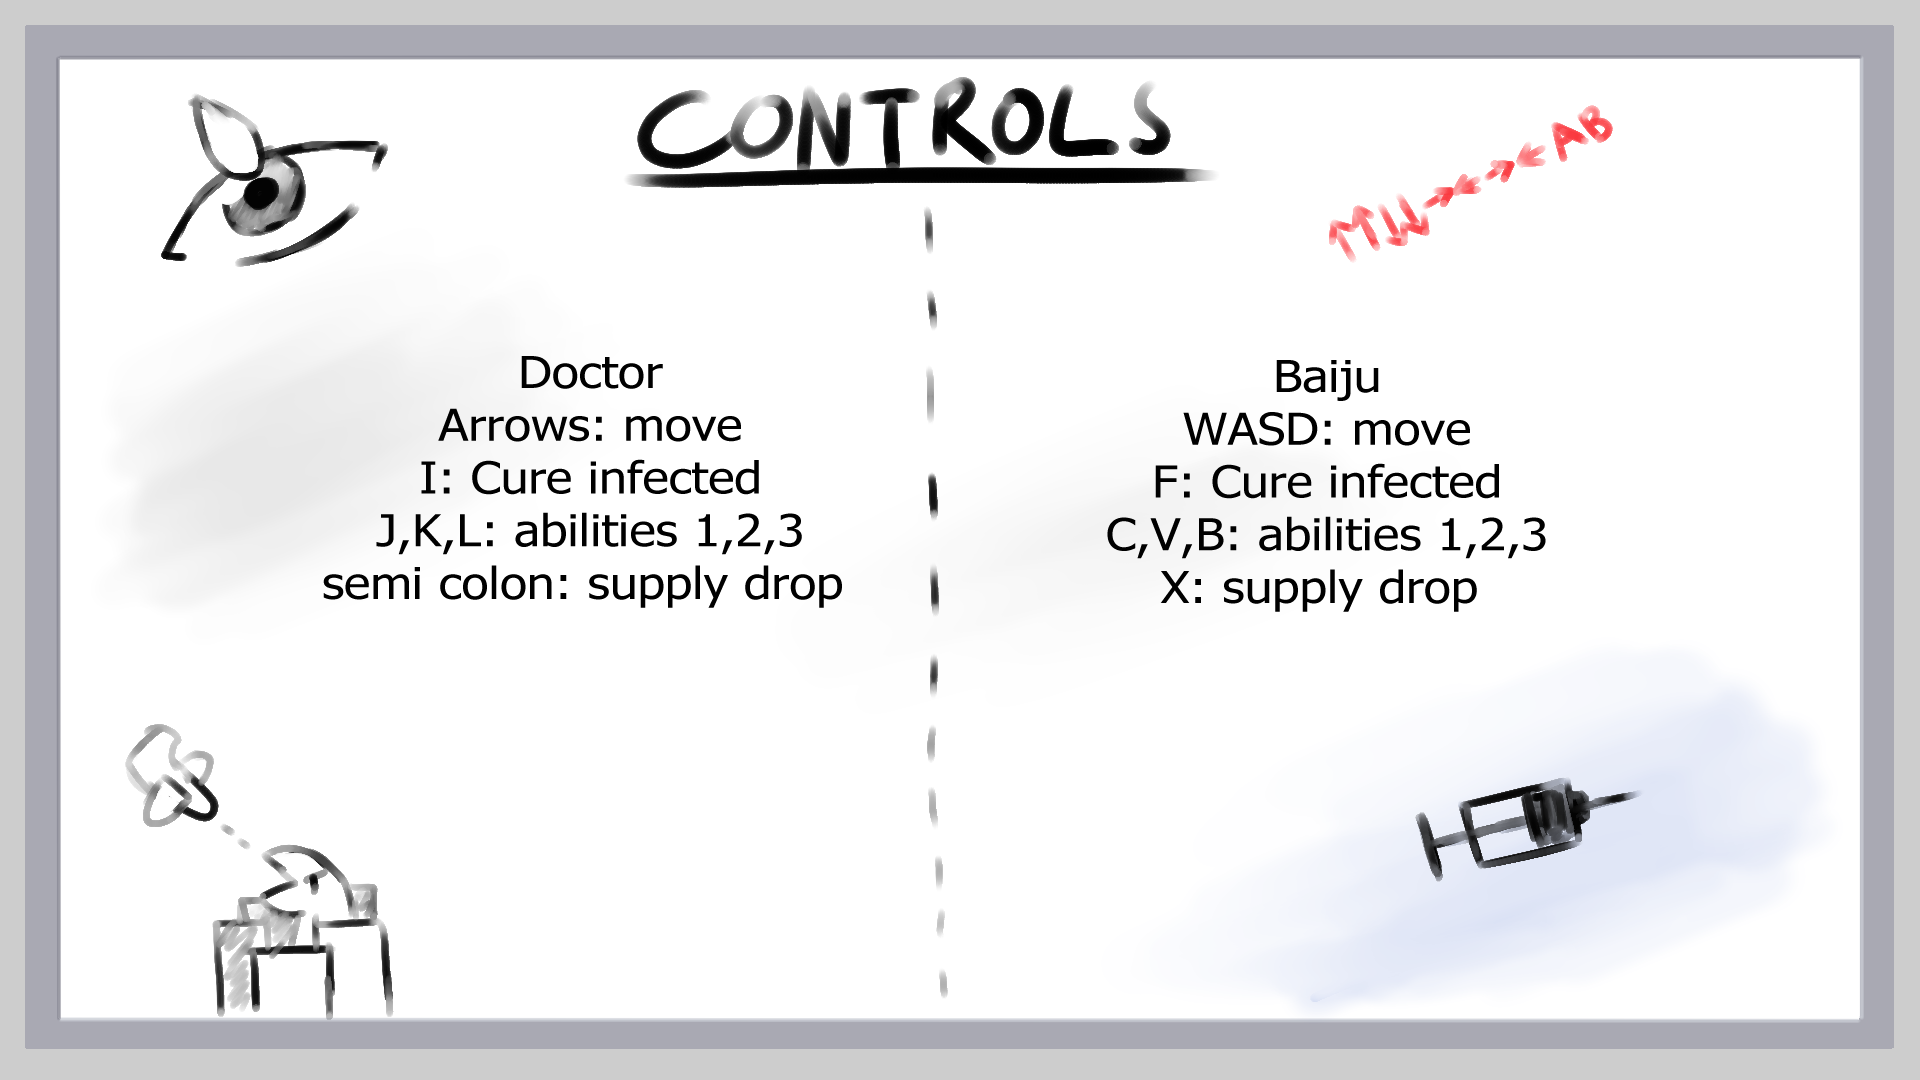 CONTROLS
↑↑↓↓→←→←AB
Doctor
Arrows: move
I: Cure infected
J,K,L: abilities 1,2,3
semi colon: supply drop
Baiju
WASD: move
F: Cure infected
C,V,B: abilities 1,2,3
X: supply drop